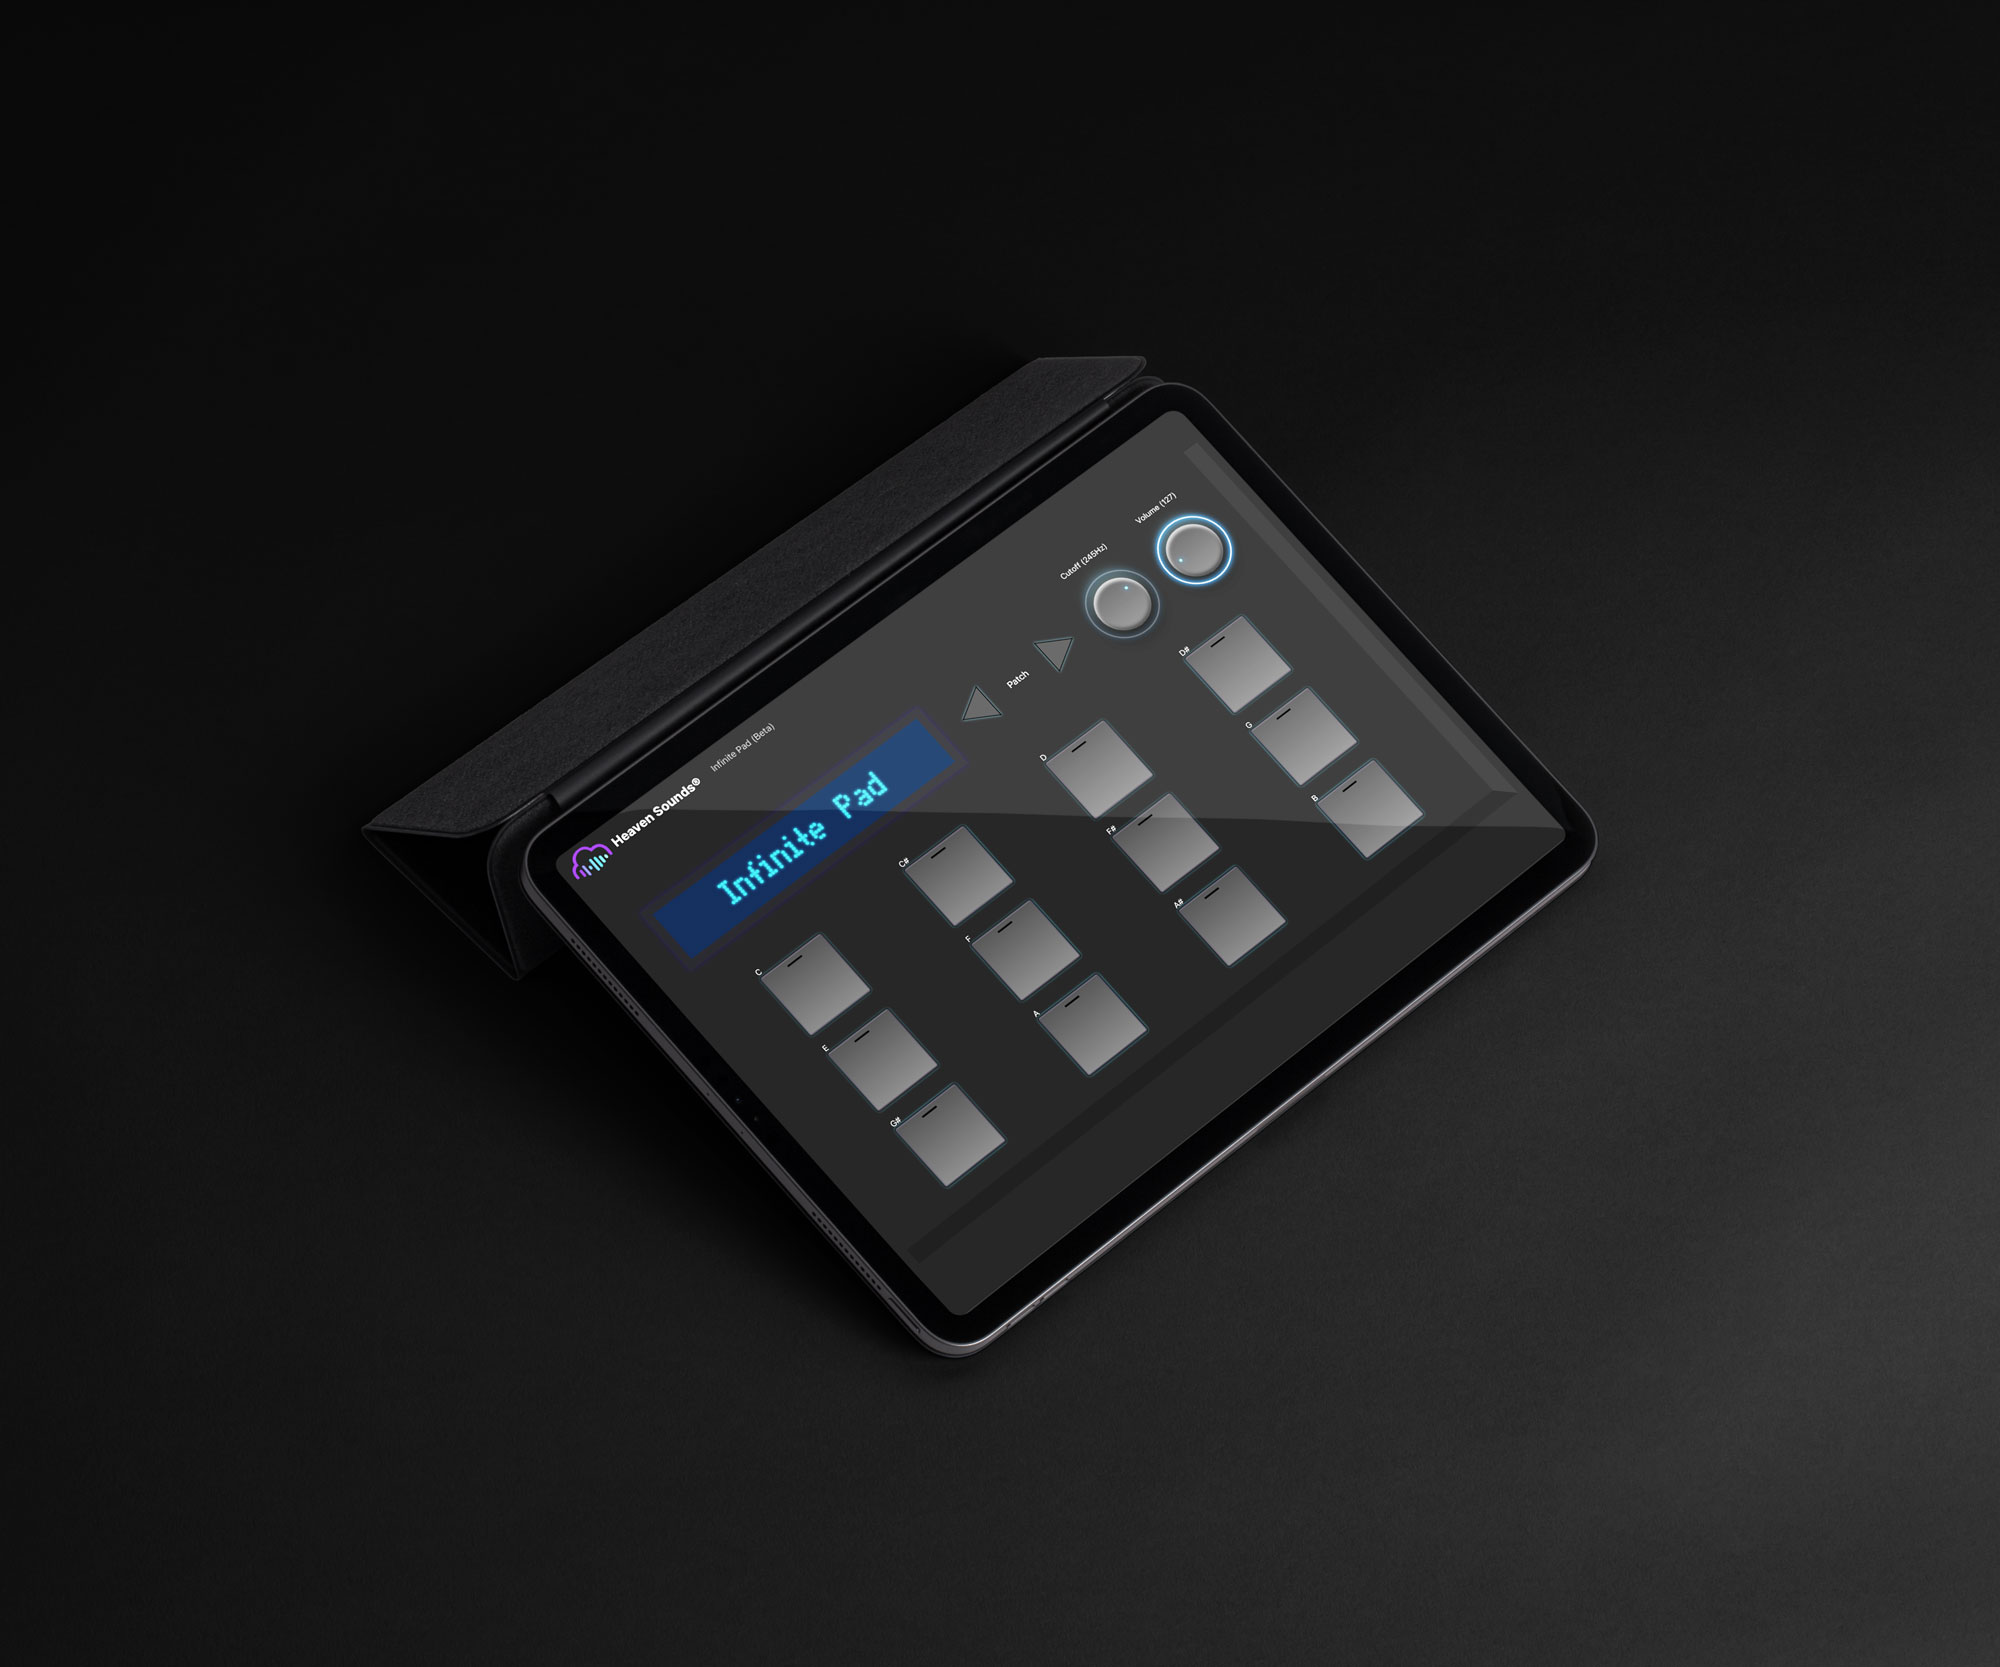 Heaven Sounds® Infinite Pad (Beta)
Infinite Pad
Patch
Cutoff (245Hz)
Volume (127)
C
C#
D
D#
E
F
F#
G
G#
A
A#
B